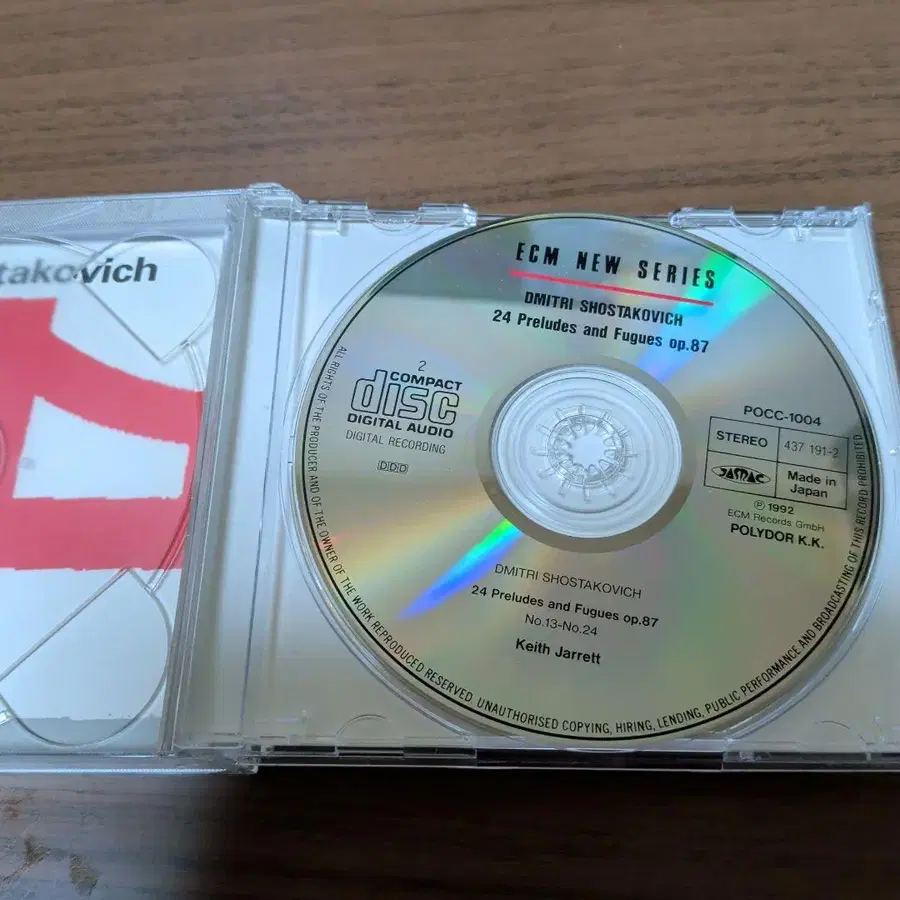 takovich
ECM NEW SERIES
DMITRI SHOSTAKOVICH
24 Preludes and Fugues op.87
2
COMPACT
disc
DIGITAL AUDIO
DIGITAL RECORDING
DDD
POCC-1004
STEREO
437 191-2
JASRAC
Made in
Japan
℗ 1992
ECM Records GmbH
POLYDOR K.K.
DMITRI SHOSTAKOVICH
24 Preludes and Fugues op.87
No.13-No.24
Keith Jarrett
ALL RIGHTS OF THE PRODUCER AND OF THE OWNER OF THE WORK REPRODUCED RESERVED. UNAUTHORISED COPYING, HIRING, LENDING, PUBLIC PERFORMANCE AND BROADCASTING OF THIS RECORD PROHIBITED.